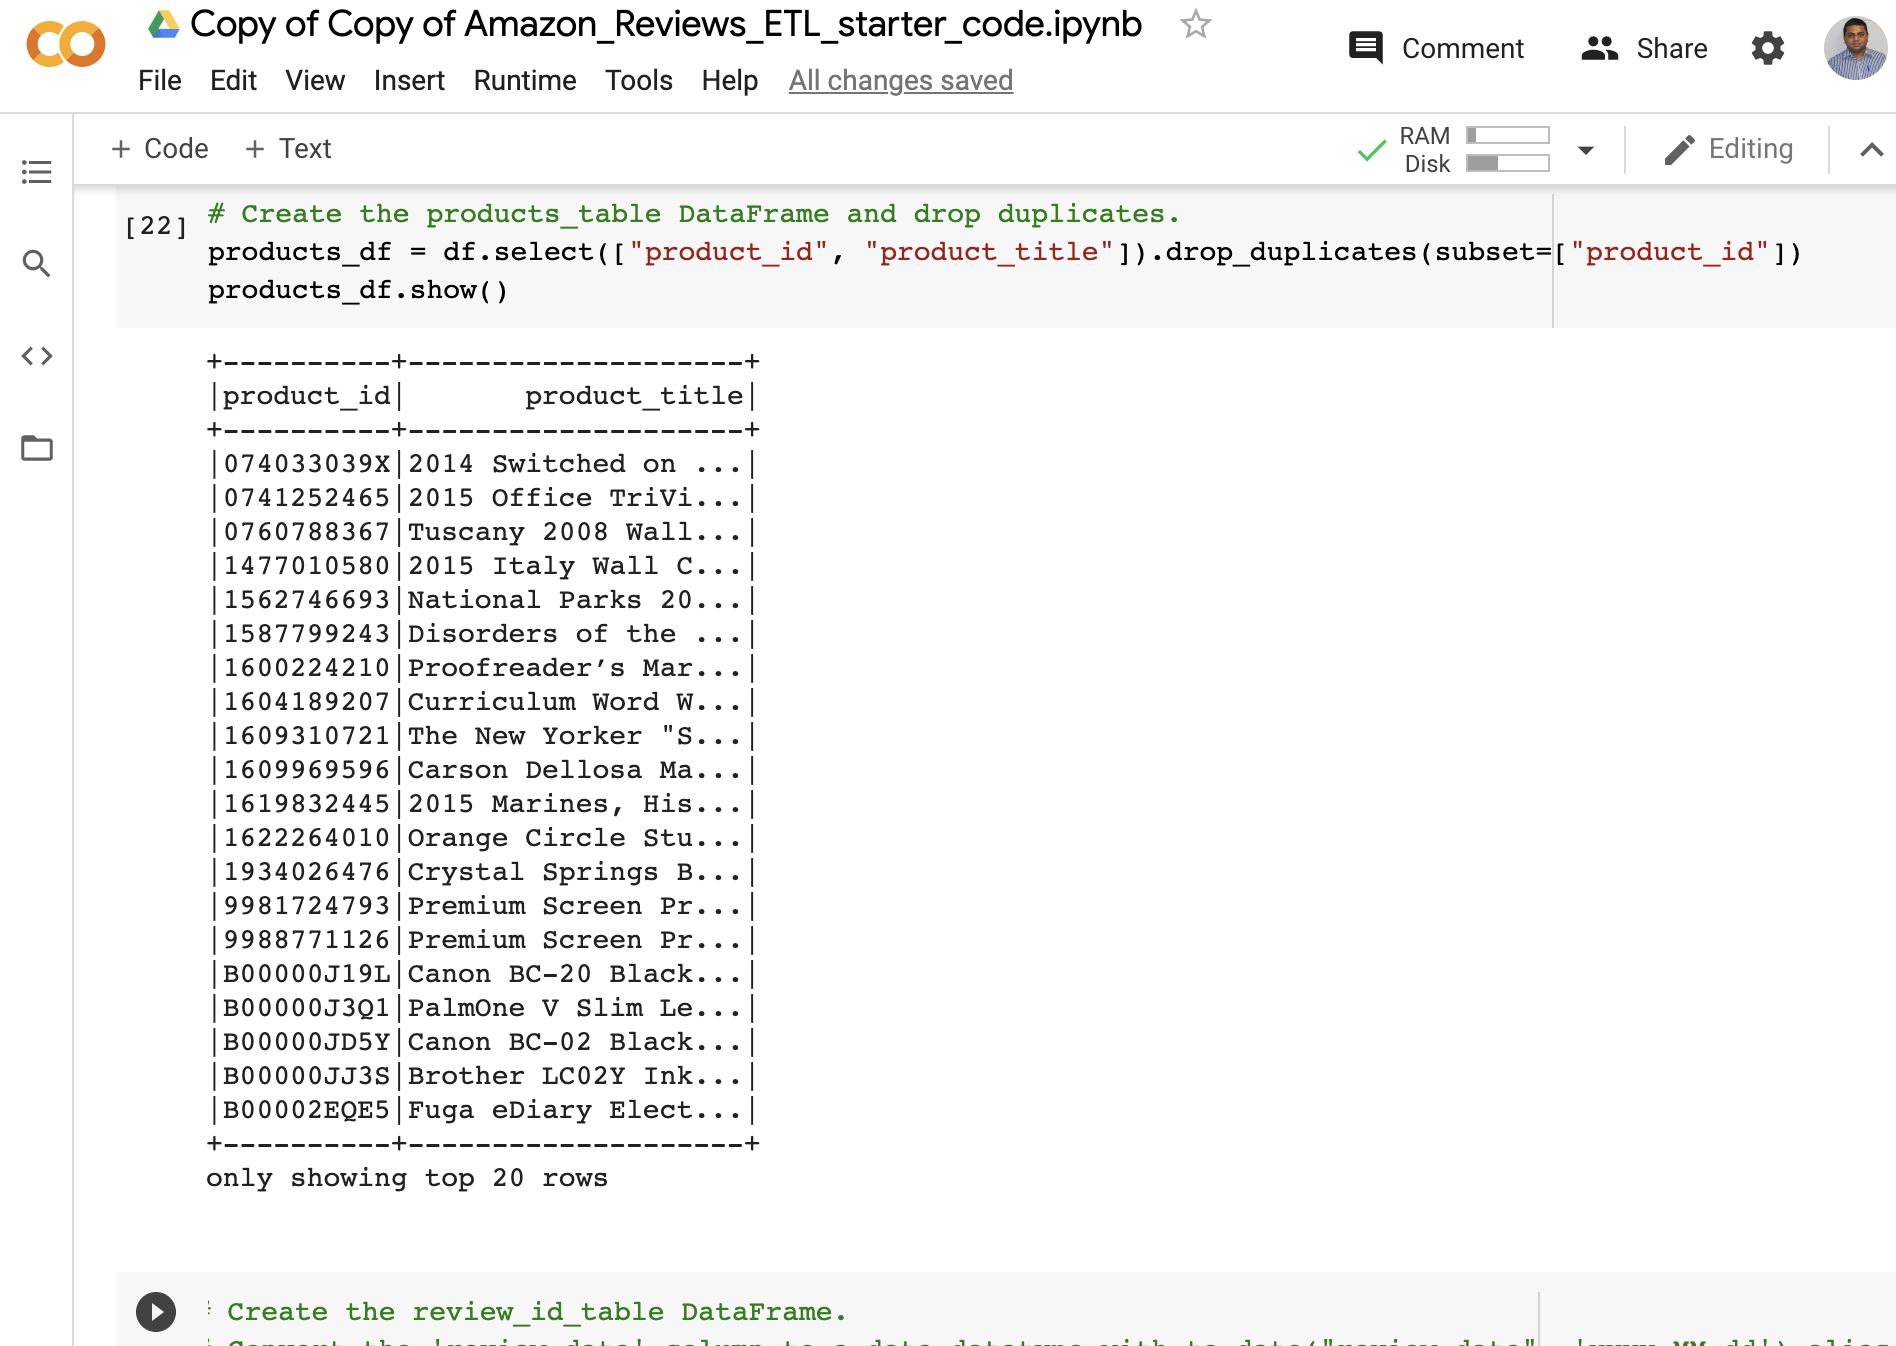 Copy of Copy of Amazon_Reviews_ETL_starter_code.ipynb
Comment
Share
File Edit View Insert Runtime Tools Help All changes saved
+ Code + Text
RAM
Disk
Editing
[22] # Create the products_table DataFrame and drop duplicates.
products_df = df.select(["product_id", "product_title"]).drop_duplicates(subset=["product_id"])
products_df.show()
+----------+--------------------+
|product_id|       product_title|
+----------+--------------------+
|074033039X|2014 Switched on ...|
|0741252465|2015 Office TriVi...|
|0760788367|Tuscany 2008 Wall...|
|1477010580|2015 Italy Wall C...|
|1562746693|National Parks 20...|
|1587799243|Disorders of the ...|
|1600224210|Proofreader’s Mar...|
|1604189207|Curriculum Word W...|
|1609310721|The New Yorker "S...|
|1609969596|Carson Dellosa Ma...|
|1619832445|2015 Marines, His...|
|1622264010|Orange Circle Stu...|
|1934026476|Crystal Springs B...|
|9981724793|Premium Screen Pr...|
|9988771126|Premium Screen Pr...|
|B00000J19L|Canon BC-20 Black...|
|B00000J3Q1|PalmOne V Slim Le...|
|B00000JD5Y|Canon BC-02 Black...|
|B00000JJ3S|Brother LC02Y Ink...|
|B00002EQE5|Fuga eDiary Elect...|
+----------+--------------------+
only showing top 20 rows
# Create the review_id_table DataFrame.